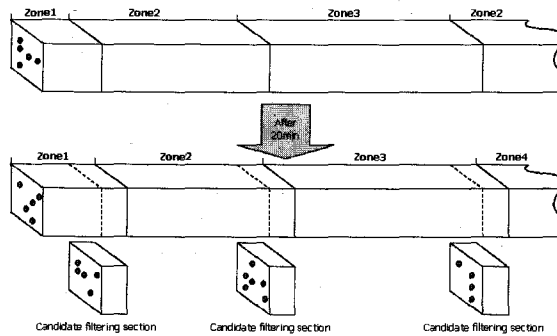 Zone1 Zone2 Zone3 Zone2
After
20min
Zone1 Zone2 Zone3 Zone4
Candidate filtering section Candidate filtering section Candidate filtering section